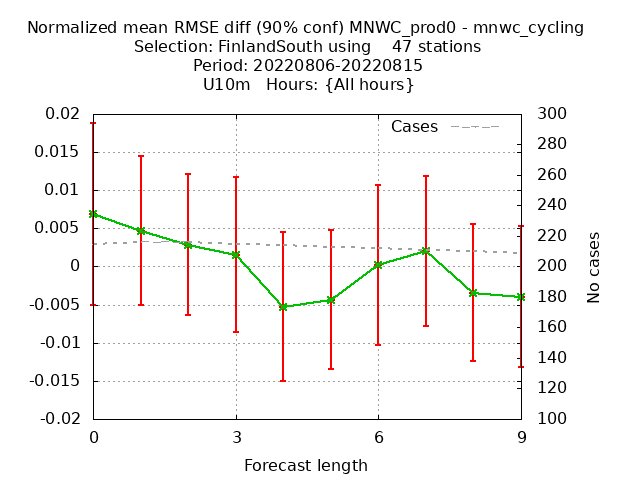 Normalized mean RMSE diff (90% conf) MNWC_prod0 - mnwc_cycling
Selection: FinlandSouth using 47 stations
Period: 20220806-20220815
U10m Hours: {All hours}
0.02
0.015
0.01
0.005
0
-0.005
-0.01
-0.015
-0.02
Cases
300
280
260
240
220
200
180
160
140
120
100
No cases
0 3 6 9
Forecast length